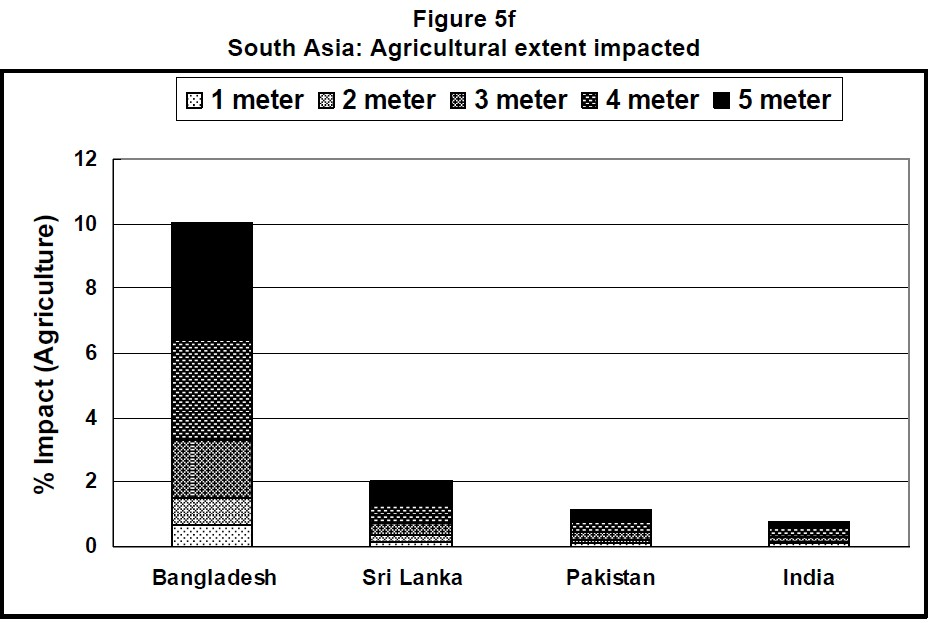 Figure 5f
South Asia: Agricultural extent impacted
1 meter 2 meter 3 meter 4 meter 5 meter
12
10
8
6
4
2
0
% Impact (Agriculture)
Bangladesh Sri Lanka Pakistan India